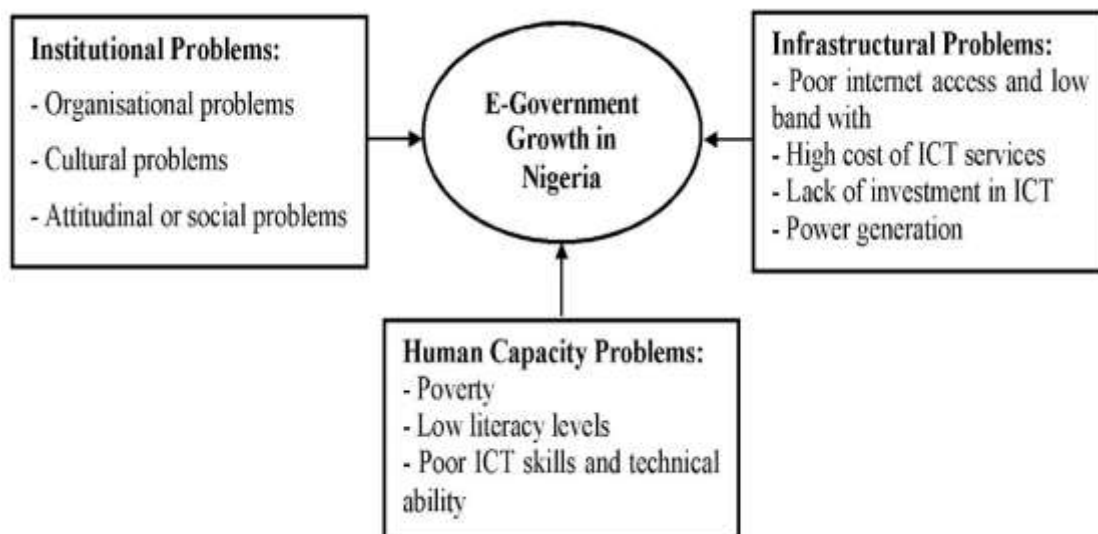 Institutional Problems:
- Organisational problems
- Cultural problems
- Attitudinal or social problems
E-Government
Growth in
Nigeria
Infrastructural Problems:
- Poor internet access and low
band with
- High cost of ICT services
- Lack of investment in ICT
- Power generation
Human Capacity Problems:
- Poverty
- Low literacy levels
- Poor ICT skills and technical
ability